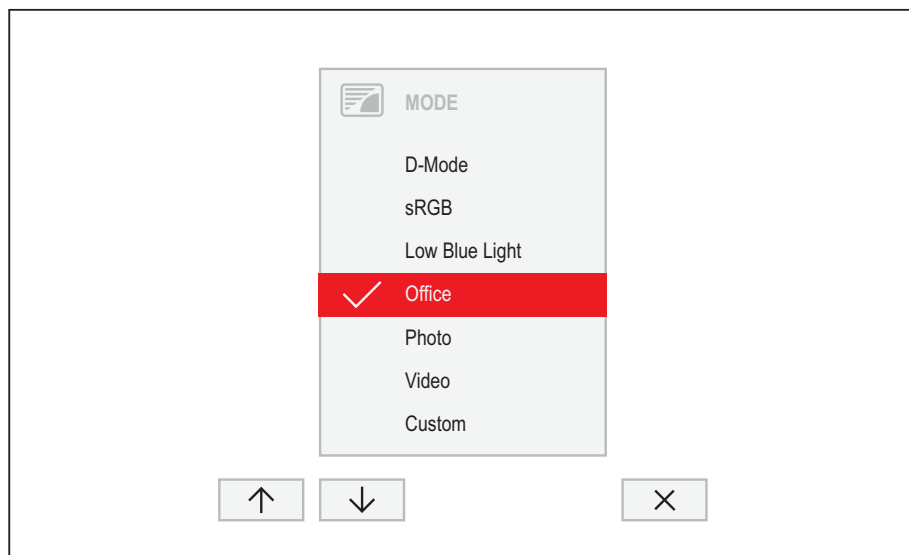 MODE
D-Mode
sRGB
Low Blue Light
Office
Photo
Video
Custom